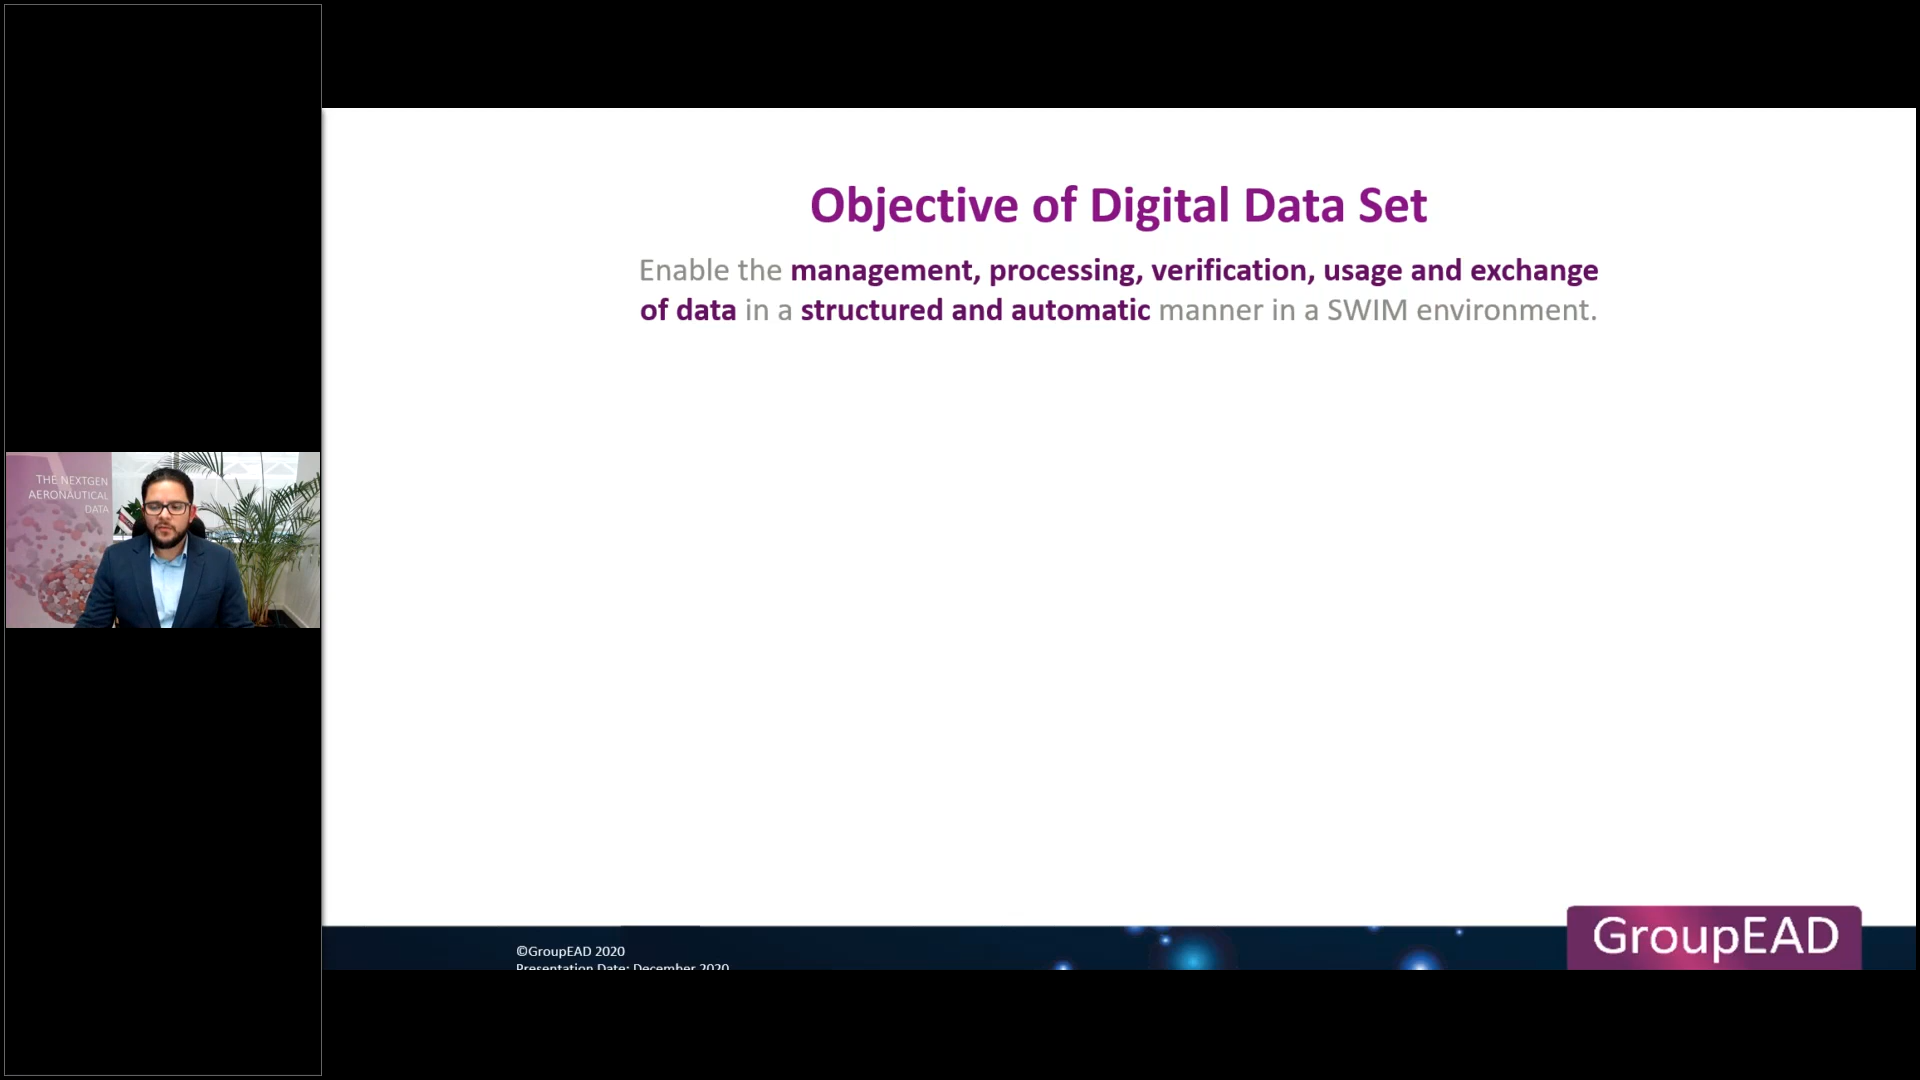 THE NEXTGEN
AERONAUTICAL
DATA
Objective of Digital Data Set
Enable the management, processing, verification, usage and exchange
of data in a structured and automatic manner in a SWIM environment.
©GroupEAD 2020
Presentation Date: December 2020
GroupEAD